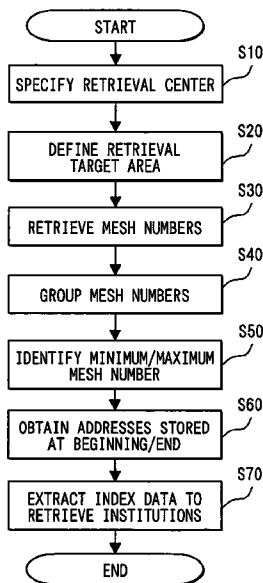 START
S10
SPECIFY RETRIEVAL CENTER
S20
DEFINE RETRIEVAL
TARGET AREA
S30
RETRIEVE MESH NUMBERS
S40
GROUP MESH NUMBERS
S50
IDENTIFY MINIMUM/MAXIMUM
MESH NUMBER
S60
OBTAIN ADDRESSES STORED
AT BEGINNING/END
S70
EXTRACT INDEX DATA TO
RETRIEVE INSTITUTIONS
END